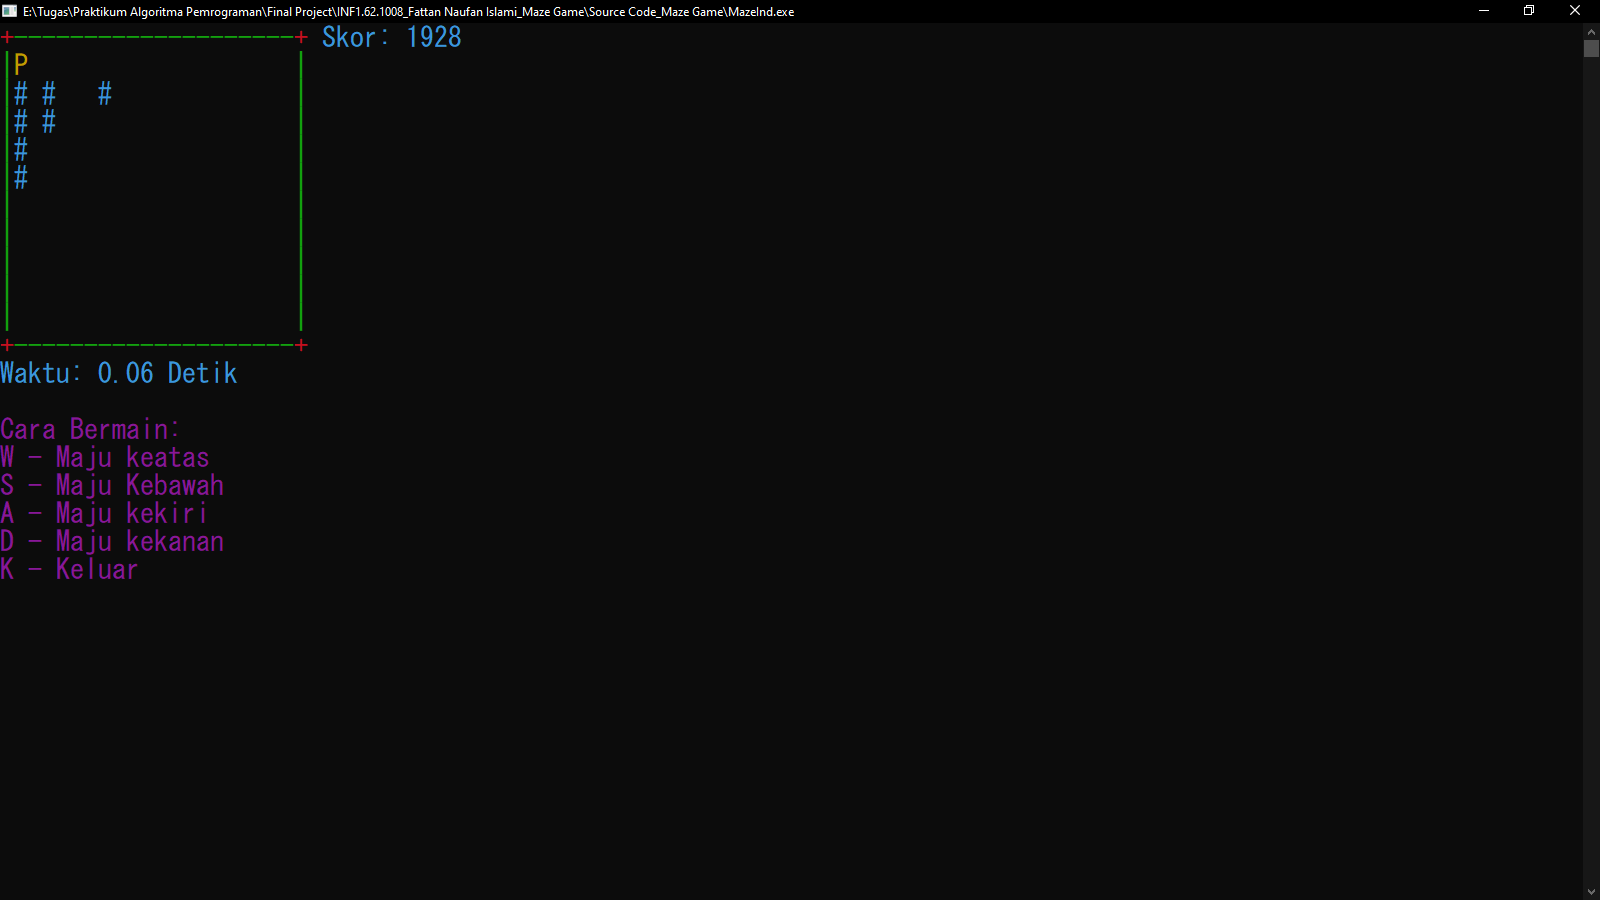 E:\Tugas\Praktikum Algoritma Pemrograman\Final Project\INF1.62.1008_Fattan Naufan Islami_Maze Game\Source Code_Maze Game\MazeInd.exe
+--------------------+ Skor: 1928
|P                   |
|# #   #             |
|# #                 |
|#                   |
|#                   |
|                    |
|                    |
|                    |
|                    |
|                    |
+--------------------+
Waktu: 0.06 Detik
Cara Bermain:
W - Maju keatas
S - Maju Kebawah
A - Maju kekiri
D - Maju kekanan
K - Keluar